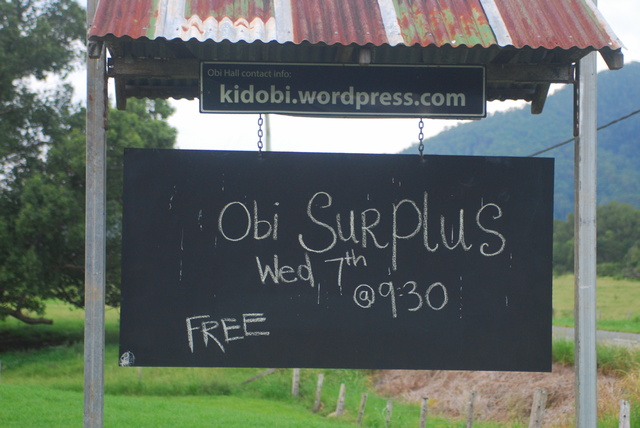 Obi Hall contact info:
kidobi.wordpress.com
Obi Surplus
Wed, 7th
@9.30
FREE